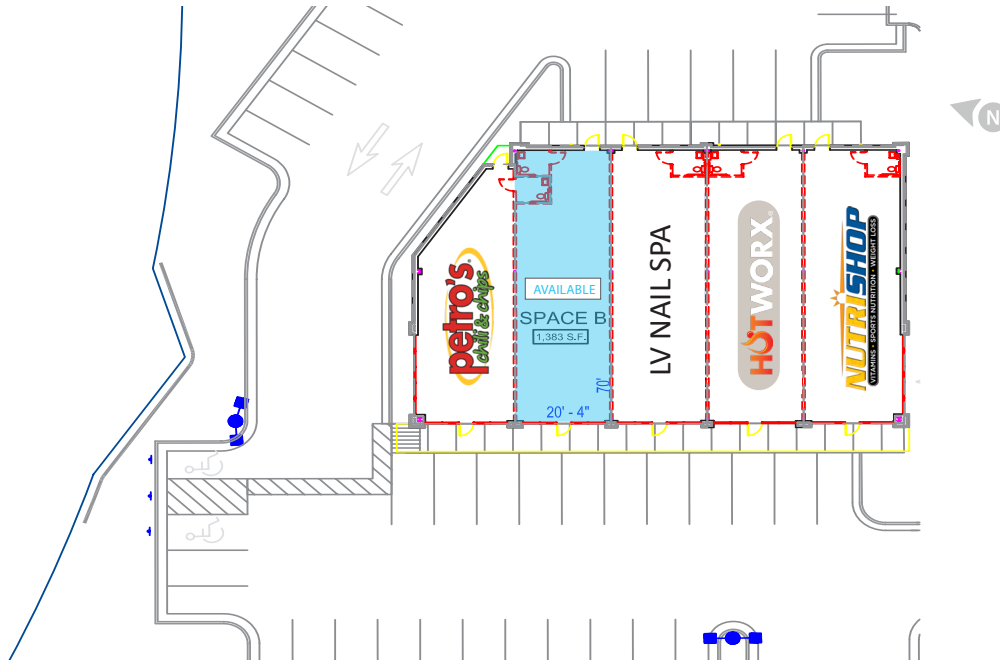 N
petro's
chili & chips
AVAILABLE
SPACE B
1,383 S.F.
70'
20' - 4"
LV NAIL SPA
HOTWORX
NUTRISHOP
VITAMINS • SPORTS NUTRITION • WEIGHT LOSS